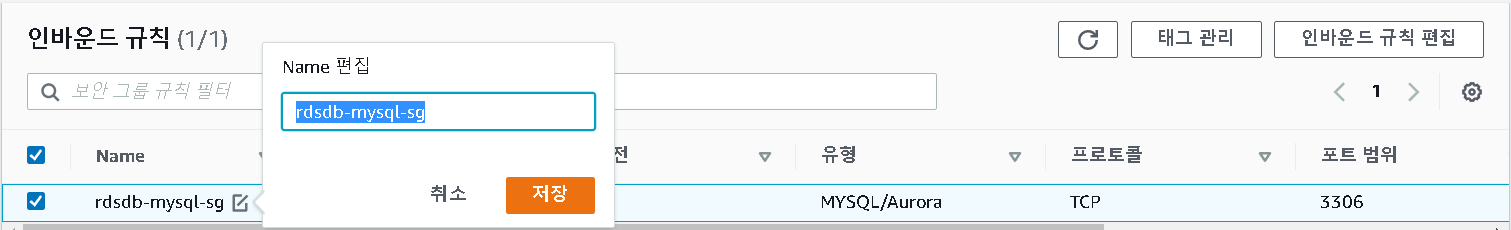 인바운드 규칙 (1/1)
태그 관리
인바운드 규칙 편집
Name 편집
보안 그룹 규칙 필터
1
rdsdb-mysql-sg
Name
전
유형
프로토콜
포트 범위
취소
저장
rdsdb-mysql-sg
MYSQL/Aurora
TCP
3306